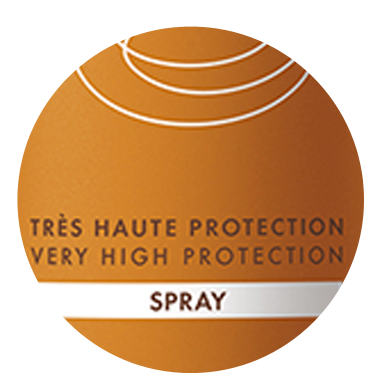 TRÈS HAUTE PROTECTION
VERY HIGH PROTECTION
SPRAY